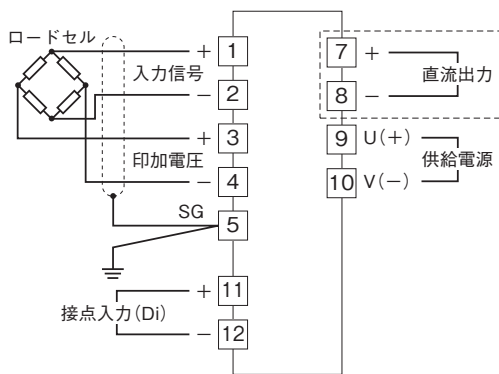 ロードセル
+ 1
入力信号
− 2
+ 3
印加電圧
− 4
SG 5
+ 11
接点入力(Di)
− 12
7 +
直流出力
8 −
9 U(+)
供給電源
10 V(−)